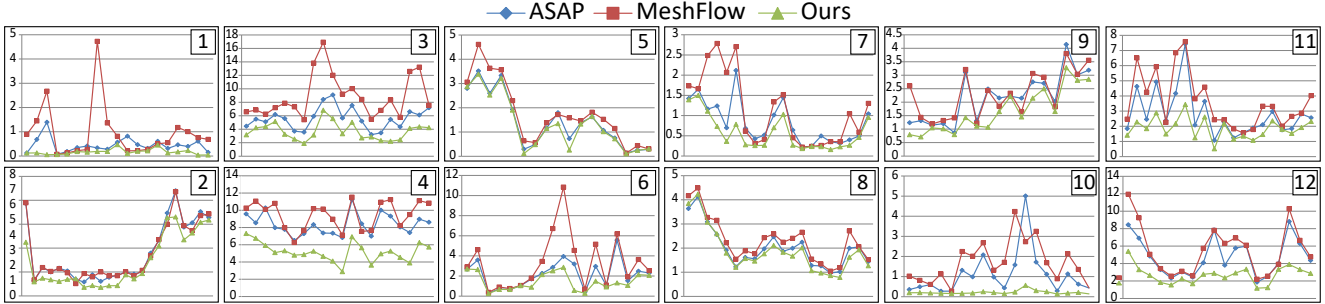 ASAP MeshFlow Ours
1 3 5 7 9 11
5 4 3 2 1 0
18 16 14 12 10 8 6 4 2 0
5 4 3 2 1 0
3 2.5 2 1.5 1 0.5 0
4.5 4 3.5 3 2.5 2 1.5 1 0.5 0
8 7 6 5 4 3 2 1 0
2 4 6 8 10 12
8 7 6 5 4 3 2 1 0
14 12 10 8 6 4 2 0
12 10 8 6 4 2 0
5 4 3 2 1 0
6 5 4 3 2 1 0
14 12 10 8 6 4 2 0